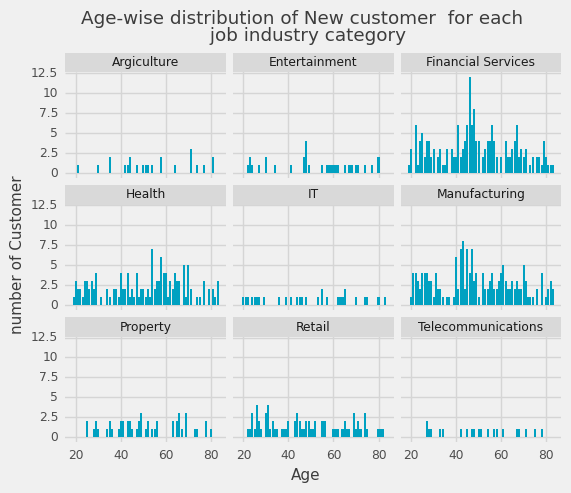 Age-wise distribution of New customer  for each
job industry category
Argiculture
Entertainment
Financial Services
12.5
10
7.5
5
2.5
0
Health
IT
Manufacturing
12.5
10
7.5
5
2.5
0
Property
Retail
Telecommunications
12.5
10
7.5
5
2.5
0
20 40 60 80
20 40 60 80
20 40 60 80
number of Customer
Age